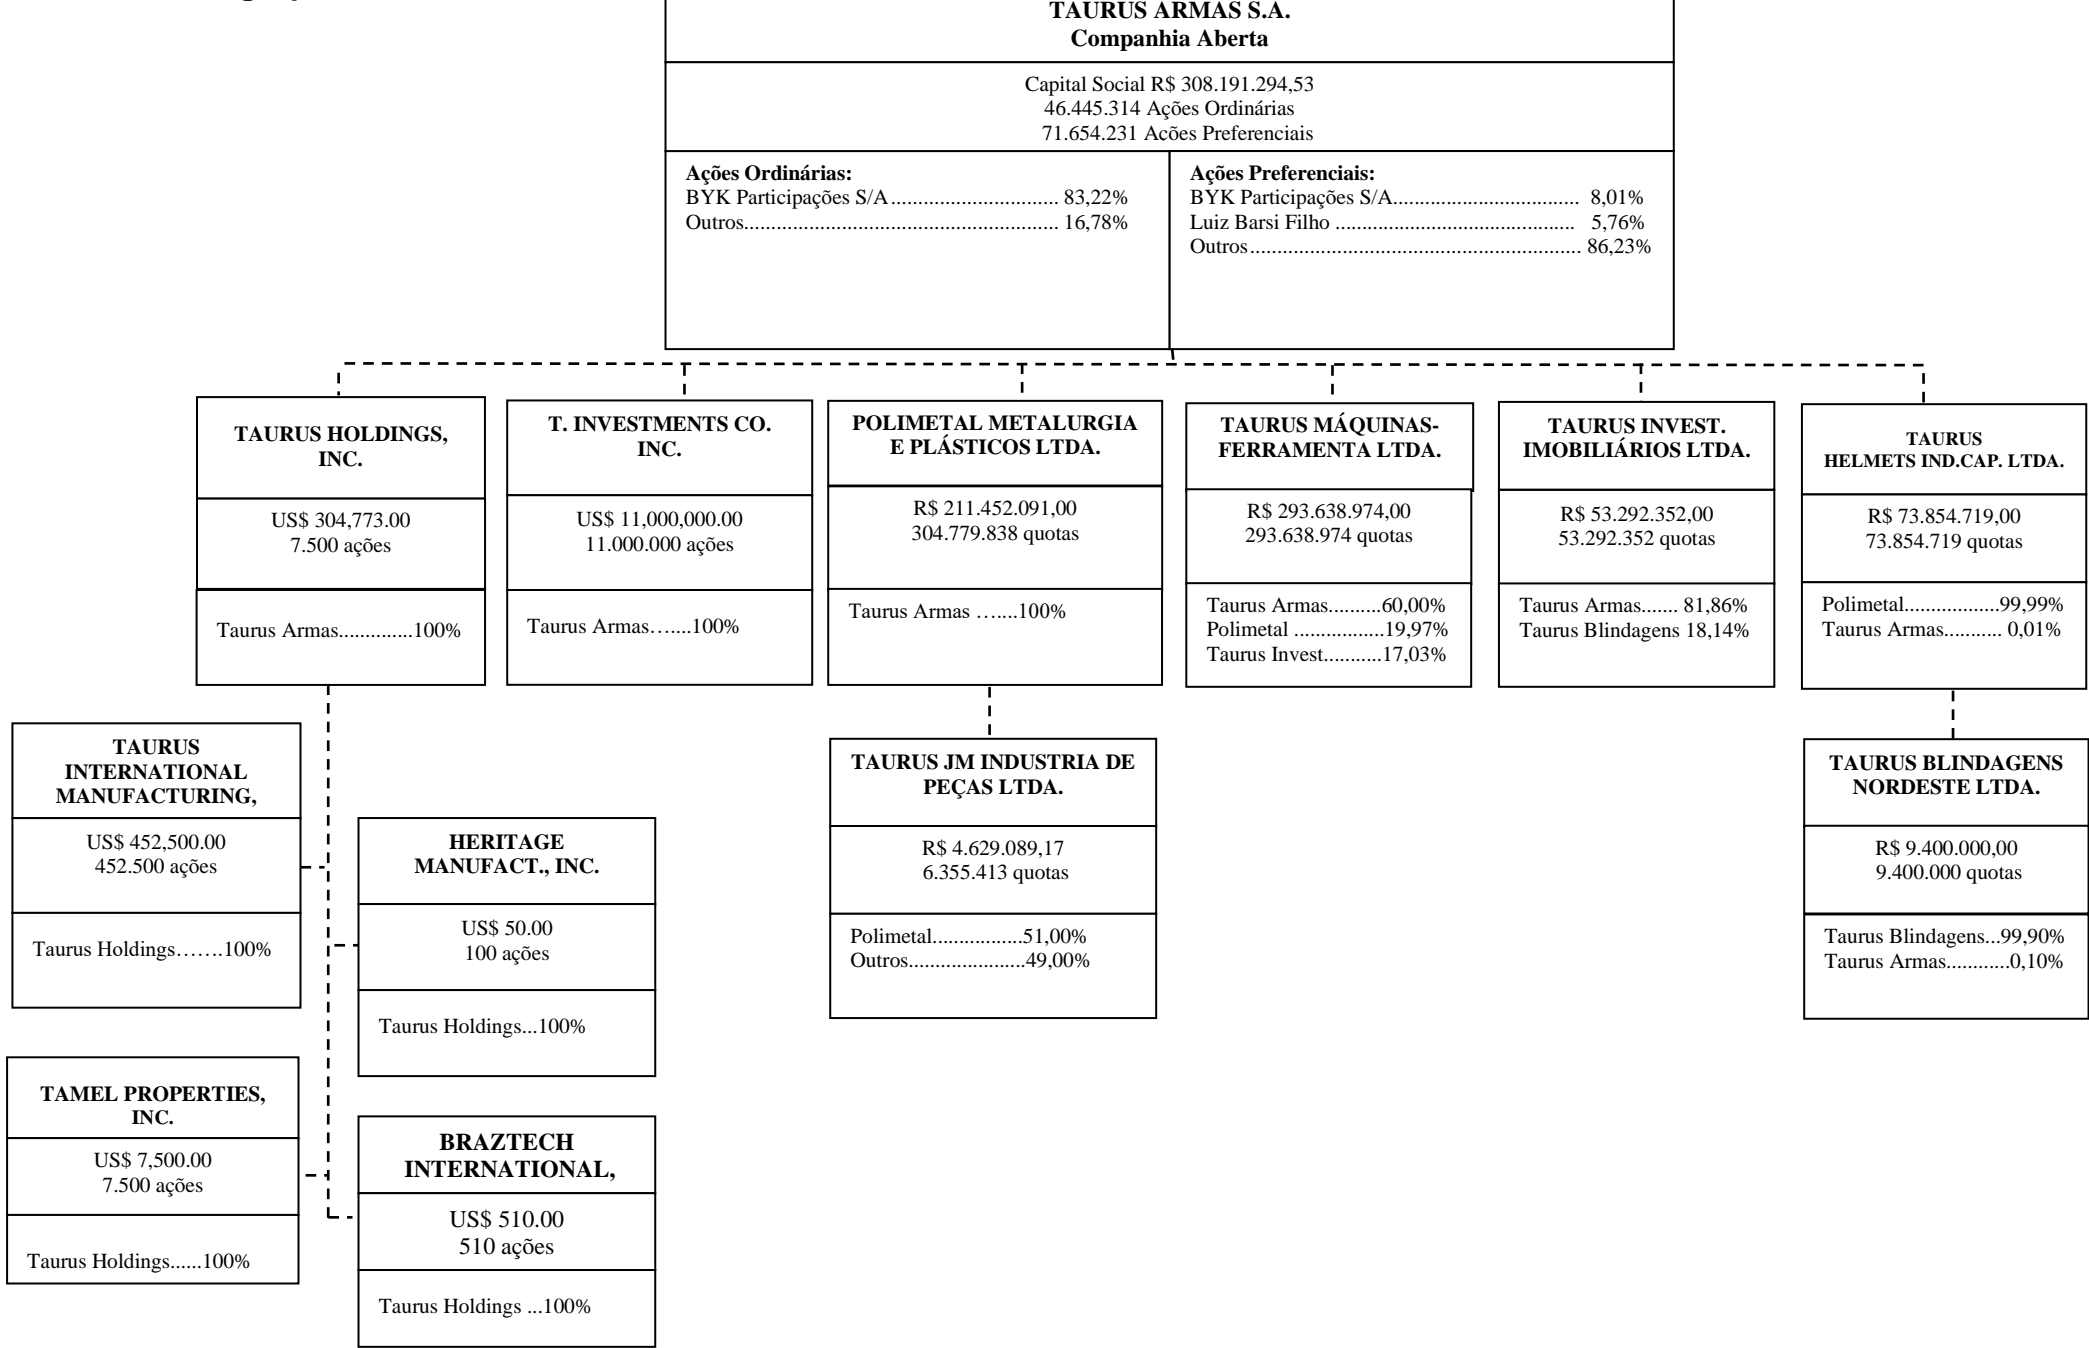 TAURUS ARMAS S.A.
Companhia Aberta
Capital Social R$ 308.191.294,53
46.445.314 Ações Ordinárias
71.654.231 Acões Preferenciais
Ações Ordinárias:
BYK Participações S/A............................... 83,22%
Outros.......................................................... 16,78%
Ações Preferenciais:
BYK Participações S/A.................................. 8,01%
Luiz Barsi Filho ............................................ 5,76%
Outros............................................................. 86,23%
TAURUS HOLDINGS,
INC.
US$ 304,773.00
7.500 ações
Taurus Armas..............100%
T. INVESTMENTS CO.
INC.
US$ 11,000,000.00
11.000.000 ações
Taurus Armas…....100%
POLIMETAL METALURGIA
E PLÁSTICOS LTDA.
R$ 211.452.091,00
304.779.838 quotas
Taurus Armas …....100%
TAURUS MÁQUINAS-
FERRAMENTA LTDA.
R$ 293.638.974,00
293.638.974 quotas
Taurus Armas..........60,00%
Polimetal .................19,97%
Taurus Invest...........17,03%
TAURUS INVEST.
IMOBILIÁRIOS LTDA.
R$ 53.292.352,00
53.292.352 quotas
Taurus Armas....... 81,86%
Taurus Blindagens 18,14%
TAURUS
HELMETS IND.CAP. LTDA.
R$ 73.854.719,00
73.854.719 quotas
Polimetal..................99,99%
Taurus Armas........... 0,01%
TAURUS
INTERNATIONAL
MANUFACTURING,
US$ 452,500.00
452.500 ações
Taurus Holdings…….100%
HERITAGE
MANUFACT., INC.
US$ 50.00
100 ações
Taurus Holdings...100%
TAURUS JM INDUSTRIA DE
PEÇAS LTDA.
R$ 4.629.089,17
6.355.413 quotas
Polimetal.................51,00%
Outros......................49,00%
TAURUS BLINDAGENS
NORDESTE LTDA.
R$ 9.400.000,00
9.400.000 quotas
Taurus Blindagens...99,90%
Taurus Armas............0,10%
TAMEL PROPERTIES,
INC.
US$ 7,500.00
7.500 ações
Taurus Holdings......100%
BRAZTECH
INTERNATIONAL,
US$ 510.00
510 ações
Taurus Holdings ...100%